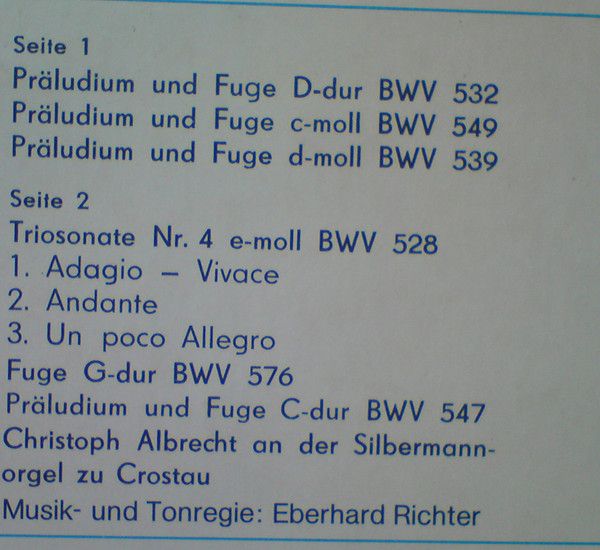 Seite 1
Präludium und Fuge D-dur BWV 532
Präludium und Fuge c-moll BWV 549
Präludium und Fuge d-moll BWV 539
Seite 2
Triosonate Nr. 4 e-moll BWV 528
1. Adagio – Vivace
2. Andante
3. Un poco Allegro
Fuge G-dur BWV 576
Präludium und Fuge C-dur BWV 547
Christoph Albrecht an der Silbermann-
orgel zu Crostau
Musik- und Tonregie: Eberhard Richter